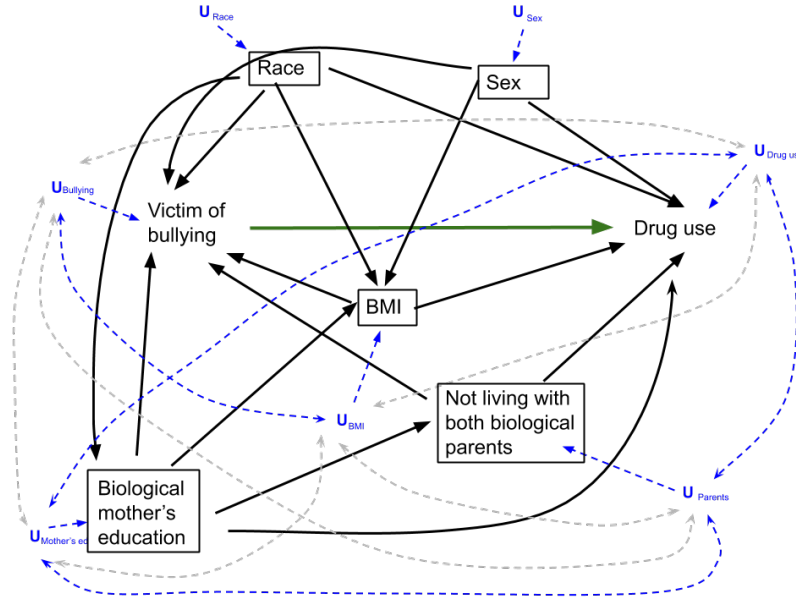 U Race
U Sex
Race
Sex
U Drug us
U Bullying
Victim of
bullying
Drug use
BMI
Not living with
both biological
parents
U BMI
Biological
mother's
education
U Parents
U Mother's ed